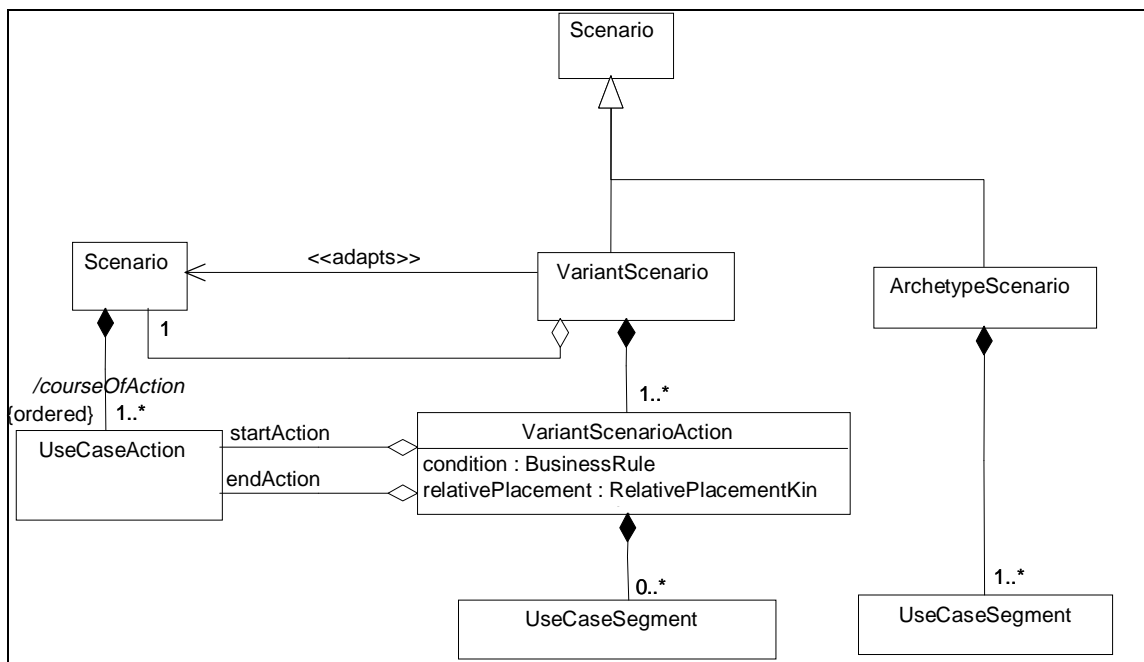 Scenario
Scenario
<<adapts>>
VariantScenario
ArchetypeScenario
1
/courseOfAction
{ordered}
1..*
1..*
UseCaseAction
startAction
endAction
VariantScenarioAction
condition : BusinessRule
relativePlacement : RelativePlacementKin
0..*
1..*
UseCaseSegment
UseCaseSegment